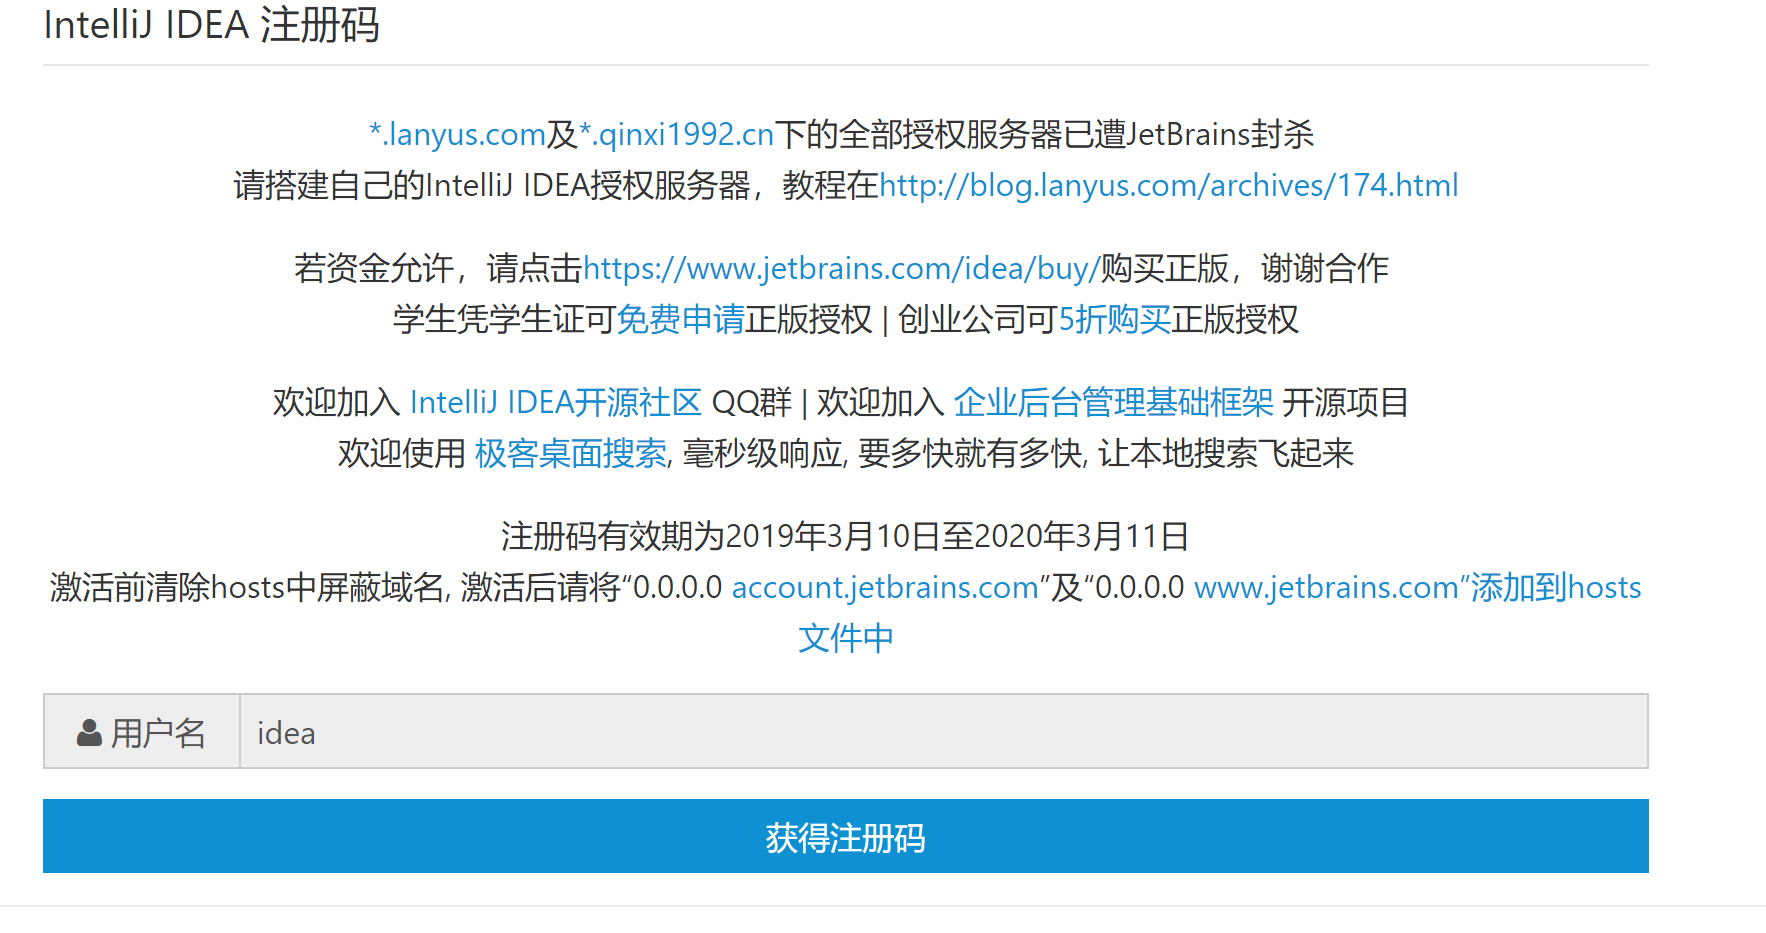 IntelliJ IDEA 注册码
*.lanyus.com及*.qinxi1992.cn下的全部授权服务器已遭JetBrains封杀
请搭建自己的IntelliJ IDEA授权服务器，教程在http://blog.lanyus.com/archives/174.html
若资金允许，请点击https://www.jetbrains.com/idea/buy/购买正版，谢谢合作
学生凭学生证可免费申请正版授权 | 创业公司可5折购买正版授权
欢迎加入 IntelliJ IDEA开源社区 QQ群 | 欢迎加入 企业后台管理基础框架 开源项目
欢迎使用 极客桌面搜索, 毫秒级响应, 要多快就有多快, 让本地搜索飞起来
注册码有效期为2019年3月10日至2020年3月11日
激活前清除hosts中屏蔽域名, 激活后请将“0.0.0.0 account.jetbrains.com”及“0.0.0.0 www.jetbrains.com”添加到hosts
文件中
用户名 idea
获得注册码